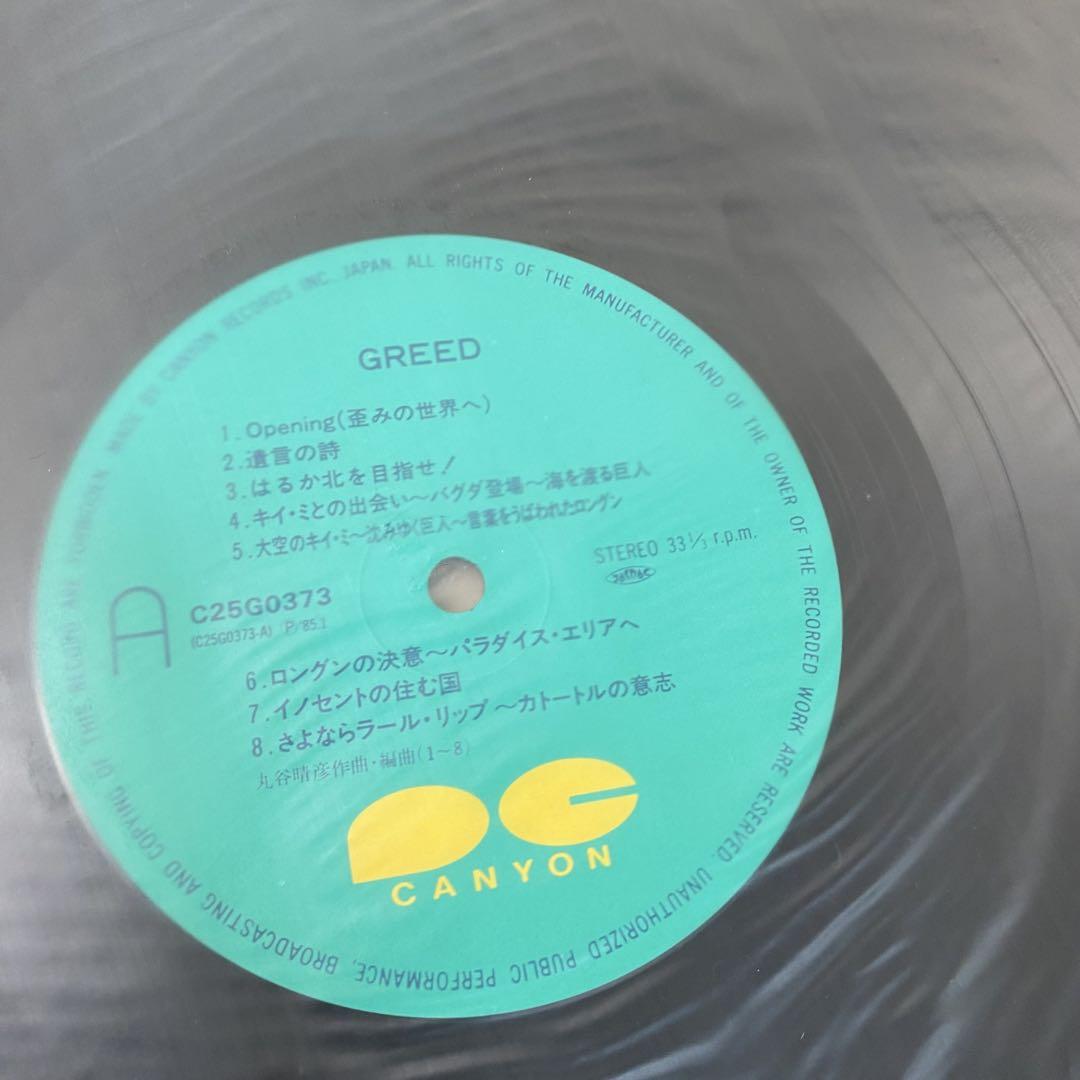 GREED
1. Opening(歪みの世界へ)
2. 遺言の詩
3. はるか北を目指せ!
4. キイ・ミとの出会い〜バグダ登場〜海を渡る巨人
5. 大空のキイ・ミ〜沈みゆく巨人〜言葉をうばわれたロングン
STEREO 33 1/3 r.p.m.
A
C25G0373
(C25G0373-A) Ⓟ'85.1
6. ロングンの決意〜パラダイス・エリアへ
7. イノセントの住む国
8. さよならラール・リップ 〜カトートルの意志
丸谷晴彦作曲・編曲(1〜8)
CANYON
MADE BY CANYON RECORDS INC. JAPAN. ALL RIGHTS OF THE MANUFACTURER AND OF THE OWNER OF THE RECORDED WORK ARE RESERVED. UNAUTHORIZED PUBLIC PERFORMANCE, BROADCASTING AND COPYING OF THIS RECORD ARE FORBIDDEN.